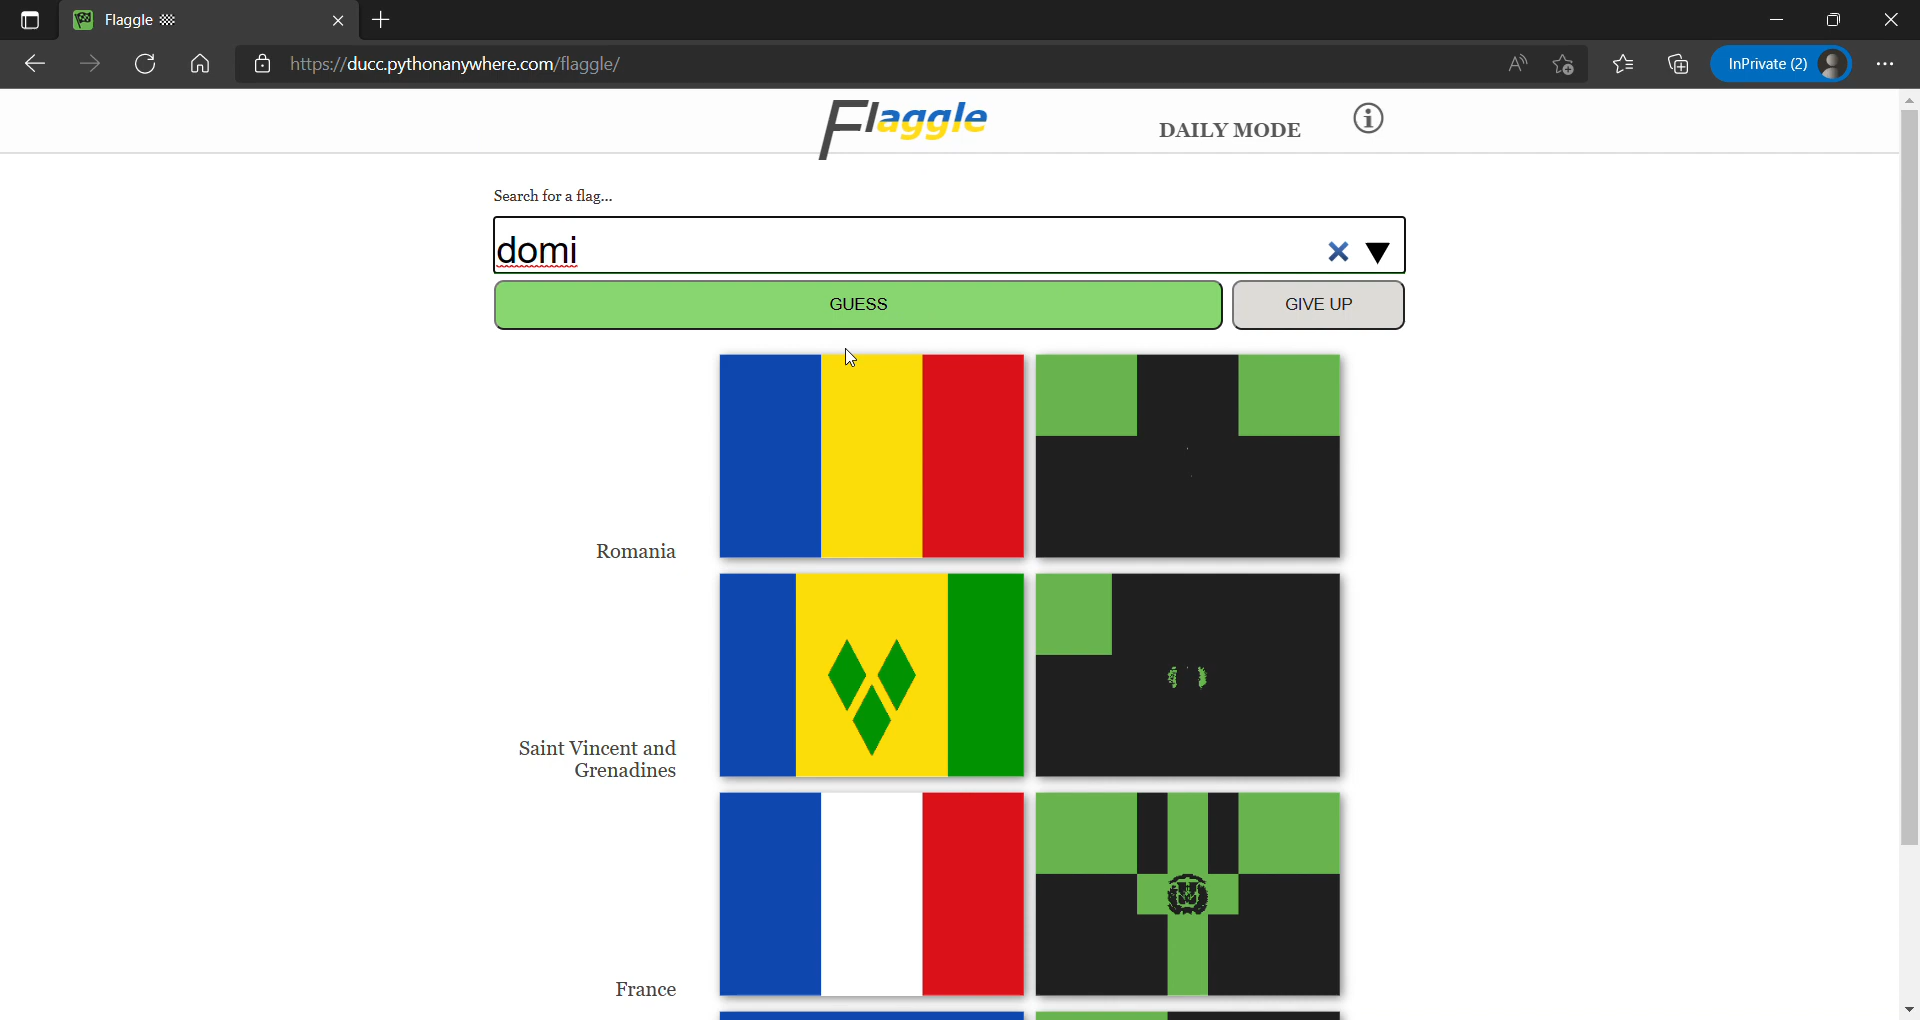 Flaggle
https://ducc.pythonanywhere.com/flaggle/
InPrivate (2)
Flaggle
DAILY MODE
Search for a flag...
domi
GUESS
GIVE UP
Romania
Saint Vincent and
Grenadines
France